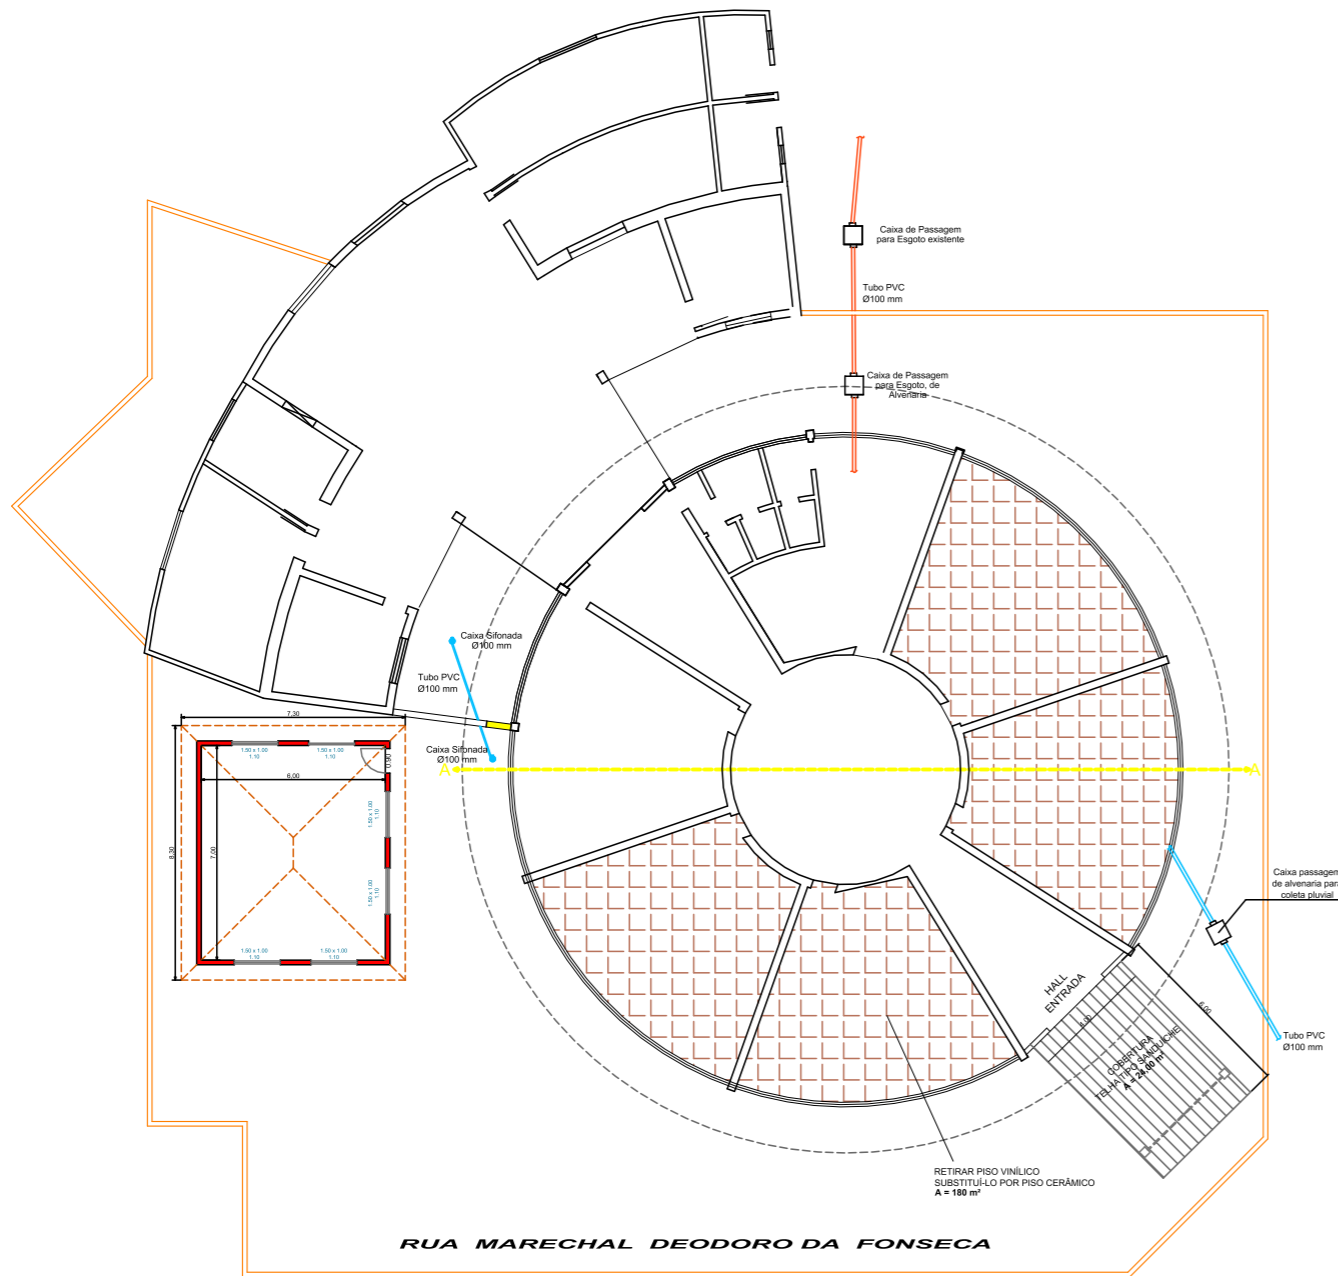 Caixa de Passagem
para Esgoto existente
Tubo PVC
Ø100 mm
Caixa de Passagem
para Esgoto, de
Alvenaria
Caixa Sifonada
Ø100 mm
Tubo PVC
Ø100 mm
Caixa Sifonada
Ø100 mm
A
A
7,30
1.50 x 1.00
1.10
1.50 x 1.00
1.10
0.90
6,00
1.50 x 1.00
1.10
8,30
7,00
1.50 x 1.00
1.10
1.50 x 1.00
1.10
1.50 x 1.00
1.10
Caixa passagem
de alvenaria para
coleta pluvial
HALL
ENTRADA
6,00
COBERTURA
TELHA TIPO SANDUÍCHE
A = 24,00 m²
Tubo PVC
Ø100 mm
RETIRAR PISO VINÍLICO
SUBSTITUÍ-LO POR PISO CERÂMICO
A = 180 m²
RUA MARECHAL DEODORO DA FONSECA